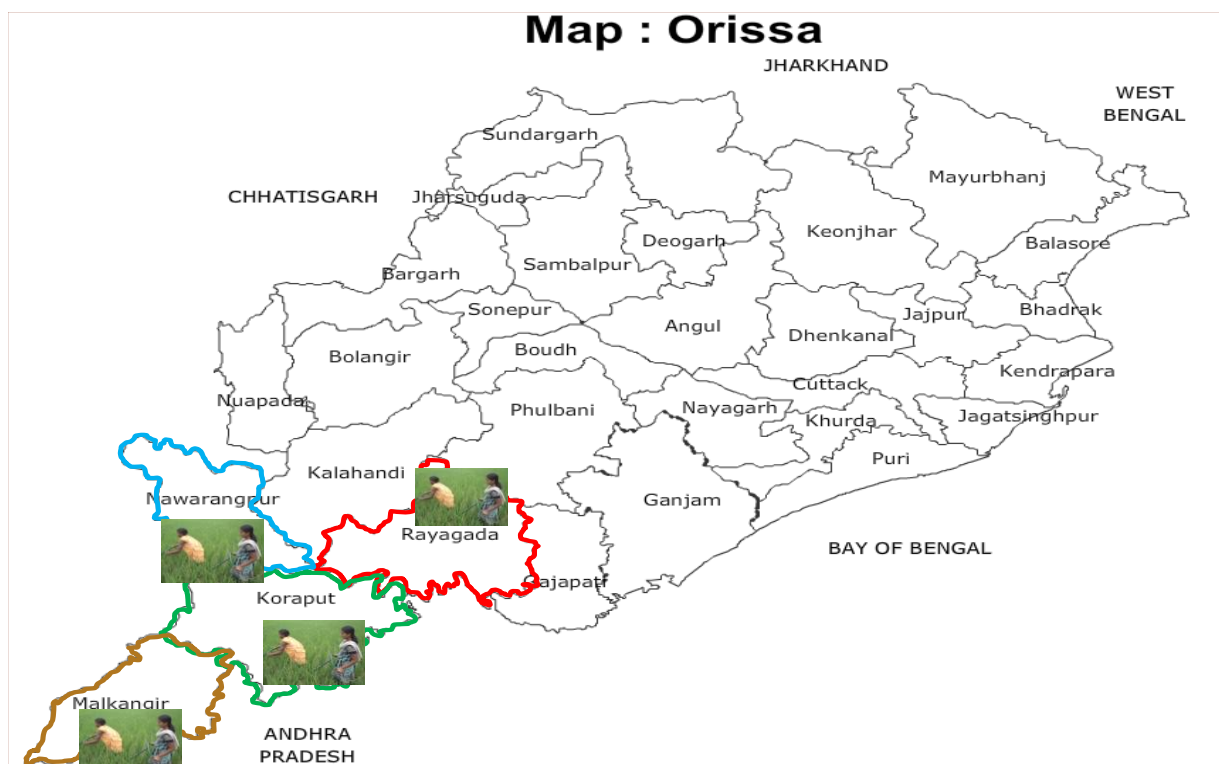 Map : Orissa
JHARKHAND
WEST
BENGAL
Sundargarh
Mayurbhanj
CHHATISGARH
Jharsuguda
Keonjhar
Deogarh
Balasore
Sambalpur
Bargarh
Sonepur
Angul
Dhenkanal
Jajpur
Bhadrak
Bolangir
Boudh
Kendrapara
Cuttack
Nuapada
Phulbani
Nayagarh
Khurda
Jagatsinghpur
Puri
Kalahandi
Nawarangpur
Ganjam
Rayagada
BAY OF BENGAL
Gajapati
Koraput
Malkangir
ANDHRA
PRADESH